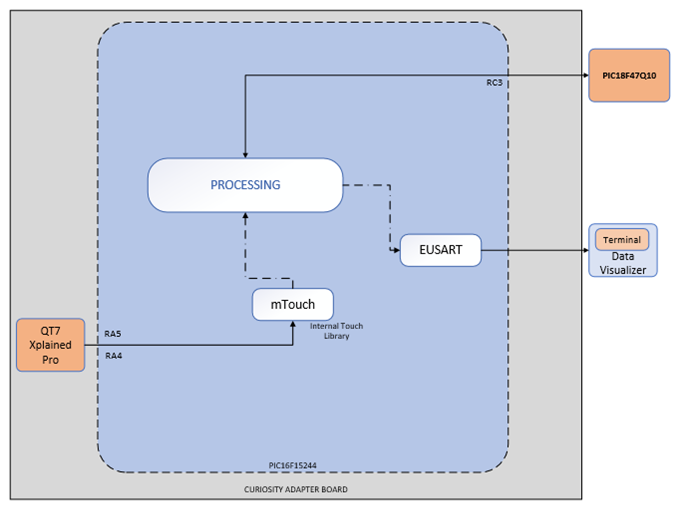 PIC18F47Q10
RC3
PROCESSING
Terminal
Data
Visualizer
EUSART
mTouch
Internal Touch
Library
QT7
Xplained
Pro
RA5
RA4
PIC16F15244
CURIOSITY ADAPTER BOARD